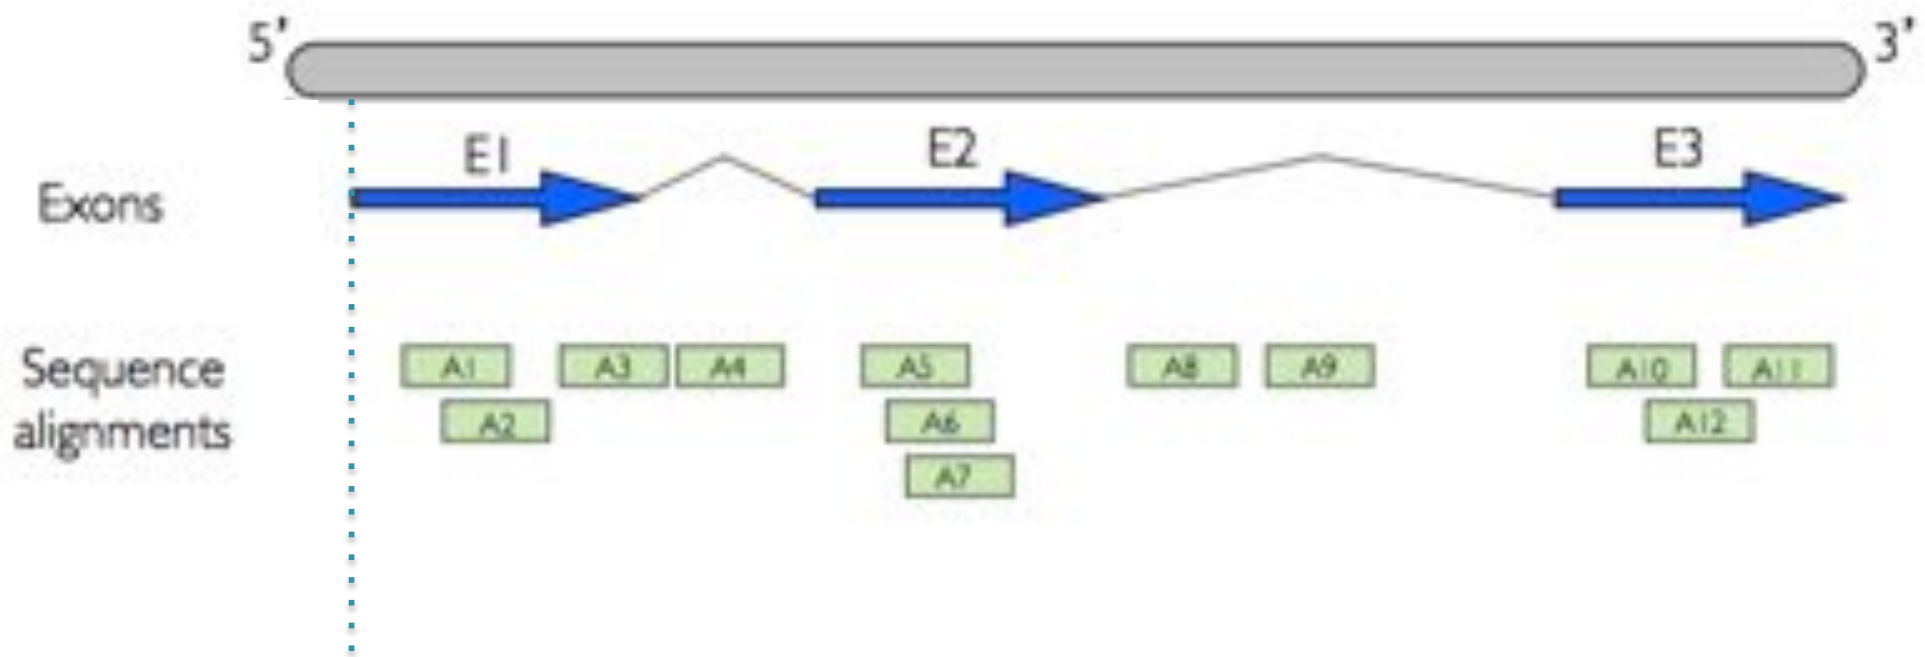 5' 3'
E1 E2 E3
Exons
Sequence
alignments
A1 A3 A4 A5 A8 A9 A10 A11
A2 A6 A12
A7